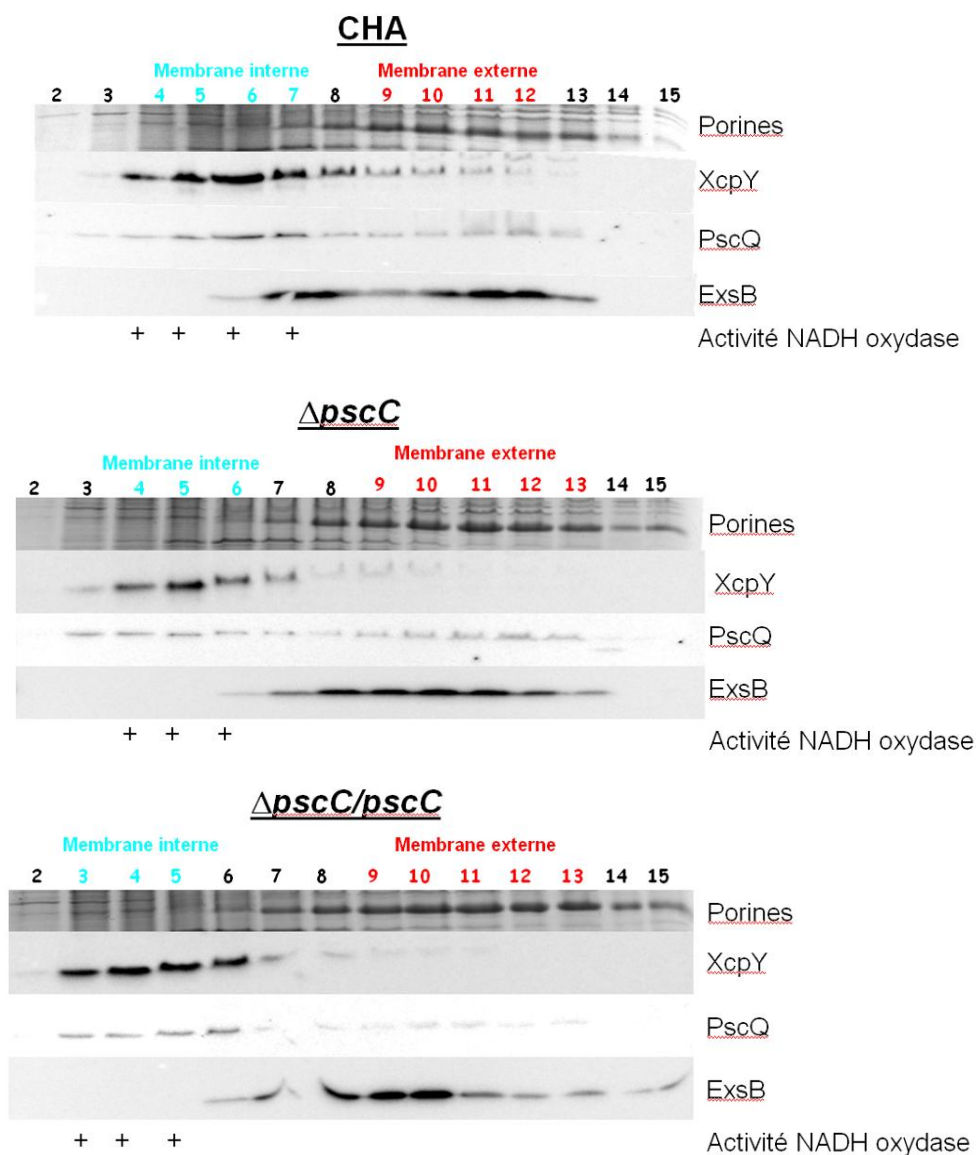 CHA
Membrane interne Membrane externe
2 3 4 5 6 7 8 9 10 11 12 13 14 15
Porines
XcpY
PscQ
ExsB
+ + + + Activité NADH oxydase
ΔpscC
Membrane interne Membrane externe
2 3 4 5 6 7 8 9 10 11 12 13 14 15
Porines
XcpY
PscQ
ExsB
+ + + Activité NADH oxydase
ΔpscC/pscC
Membrane interne Membrane externe
2 3 4 5 6 7 8 9 10 11 12 13 14 15
Porines
XcpY
PscQ
ExsB
+ + + Activité NADH oxydase